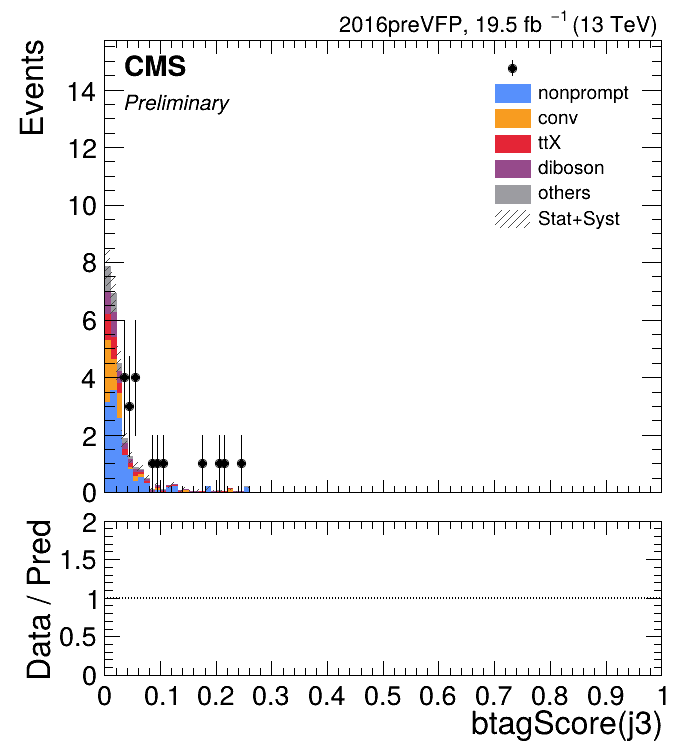 2016preVFP, 19.5 fb⁻¹ (13 TeV)
CMS
Preliminary
nonprompt
conv
ttX
diboson
others
Stat+Syst
Events
14
12
10
8
6
4
2
0
Data / Pred
2
1.5
1
0.5
0
0 0.1 0.2 0.3 0.4 0.5 0.6 0.7 0.8 0.9 1
btagScore(j3)